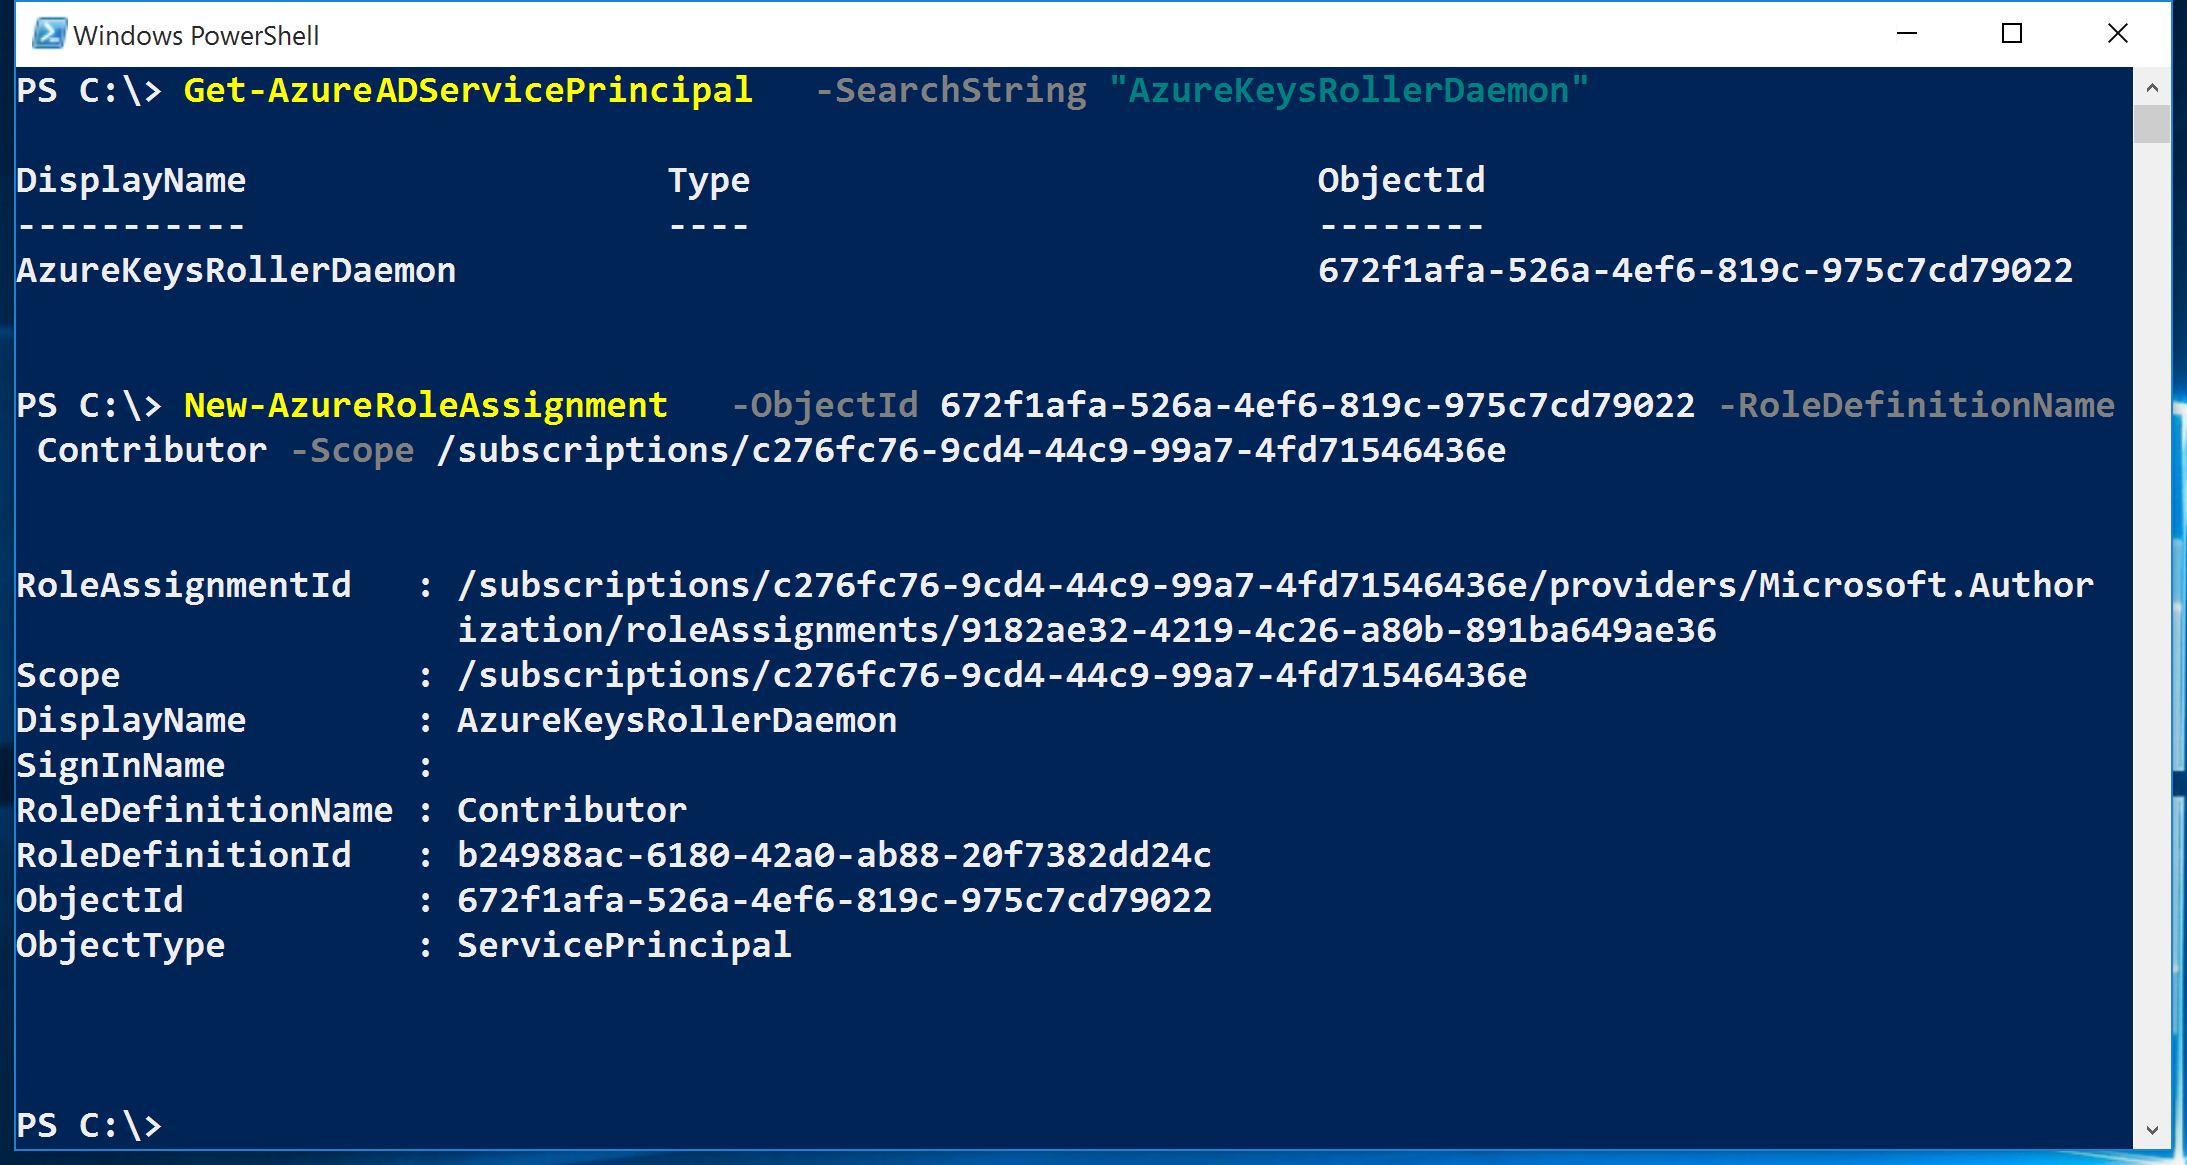 Windows PowerShell
PS C:\> Get-AzureADServicePrincipal   -SearchString "AzureKeysRollerDaemon"
DisplayName                    Type                           ObjectId
-----------                    ----                           --------
AzureKeysRollerDaemon                                         672f1afa-526a-4ef6-819c-975c7cd79022
PS C:\> New-AzureRoleAssignment   -ObjectId 672f1afa-526a-4ef6-819c-975c7cd79022 -RoleDefinitionName
 Contributor -Scope /subscriptions/c276fc76-9cd4-44c9-99a7-4fd71546436e
RoleAssignmentId   : /subscriptions/c276fc76-9cd4-44c9-99a7-4fd71546436e/providers/Microsoft.Author
                     ization/roleAssignments/9182ae32-4219-4c26-a80b-891ba649ae36
Scope              : /subscriptions/c276fc76-9cd4-44c9-99a7-4fd71546436e
DisplayName        : AzureKeysRollerDaemon
SignInName         :
RoleDefinitionName : Contributor
RoleDefinitionId   : b24988ac-6180-42a0-ab88-20f7382dd24c
ObjectId           : 672f1afa-526a-4ef6-819c-975c7cd79022
ObjectType         : ServicePrincipal
PS C:\>